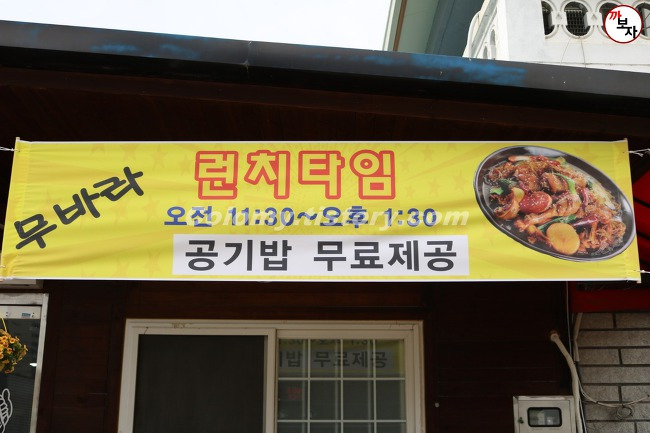 까
보자
무바라
런치타임
오전 11:30~오후 1:30
공기밥 무료제공
무료제공